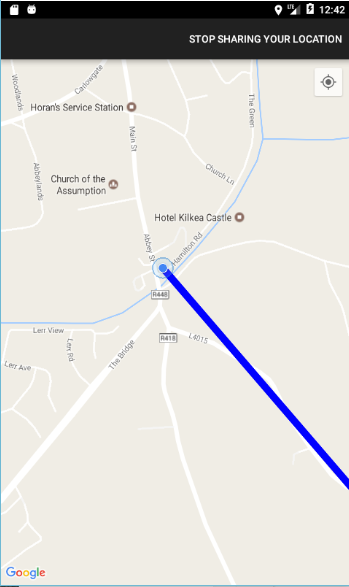 LTE 12:42
STOP SHARING YOUR LOCATION
Woodlands
Carlowgate
Horan's Service Station
The Green
Main St
Abbeylands
Church of the
Assumption
Church Ln
Hotel Kilkea Castle
Abbey St
Hamilton Rd
R448
Lerr View
Lerr Rd
The Bridge
R418
L4015
Lerr Ave
Google